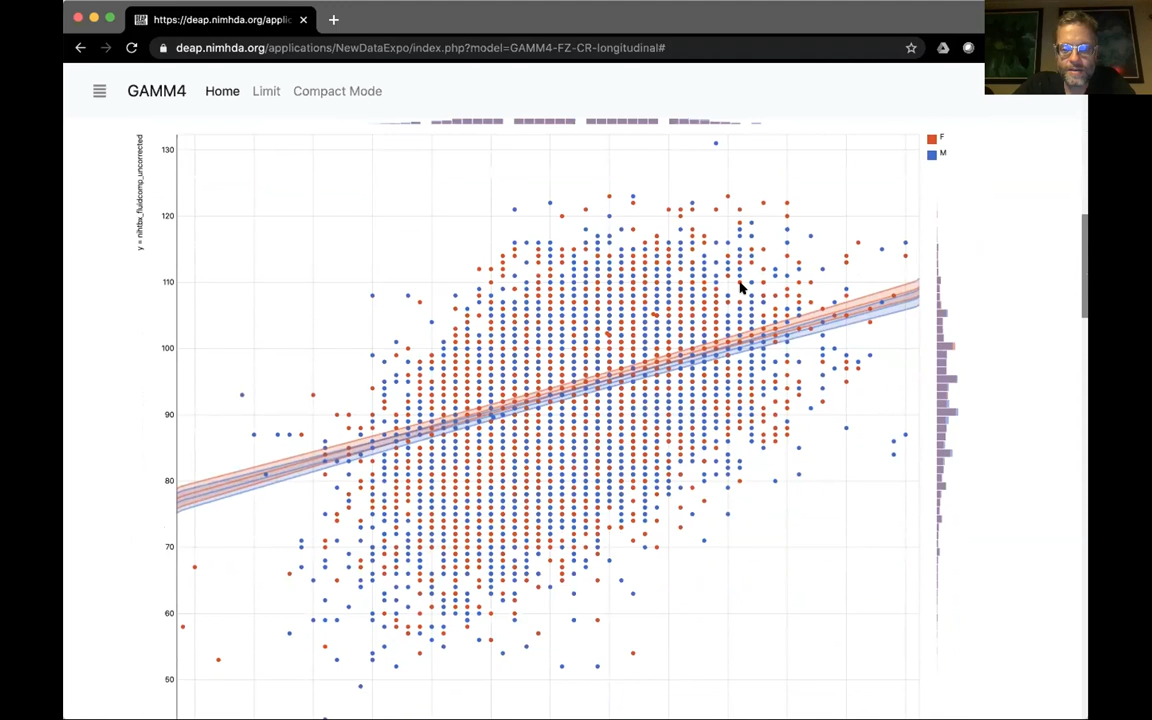 https://deap.nimhda.org/applic
deap.nimhda.org/applications/NewDataExpo/index.php?model=GAMM4-FZ-CR-longitudinal#
GAMM4 Home Limit Compact Mode
F
M
y = nihtbx_fluidcomp_uncorrected
130
120
110
100
90
80
70
60
50